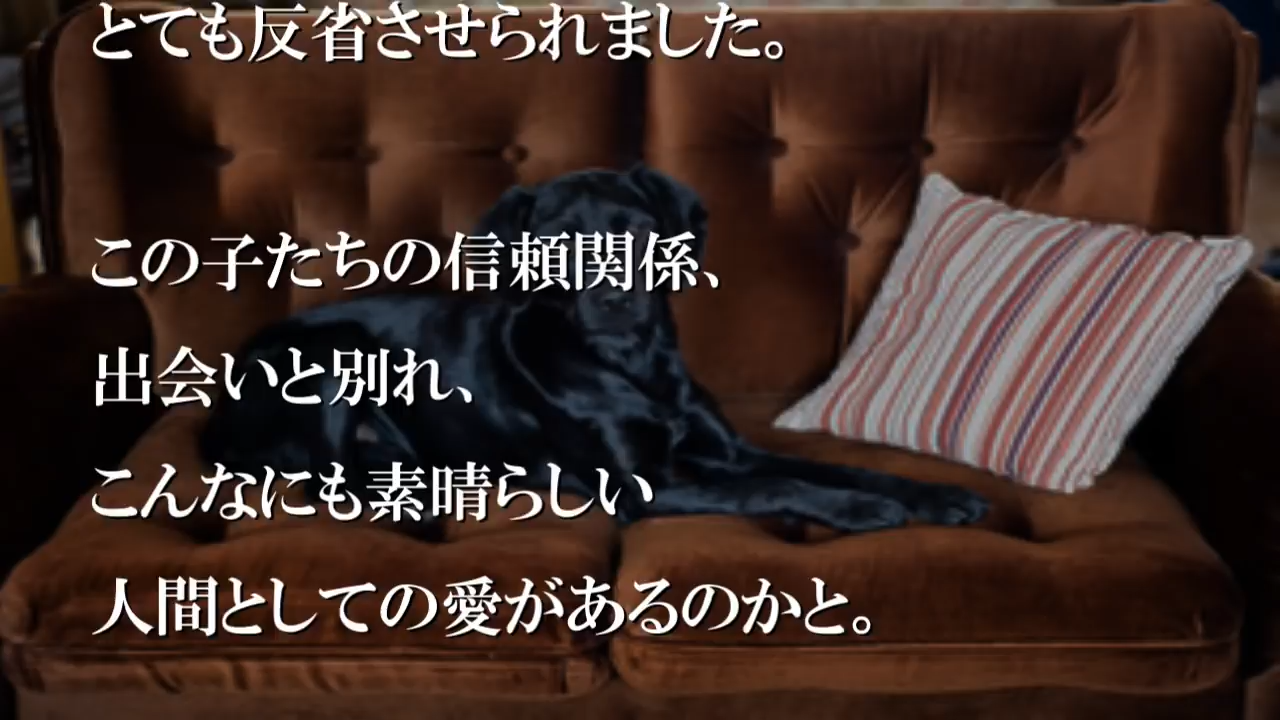 とても反省させられました。
この子たちの信頼関係、
出会いと別れ、
こんなにも素晴らしい
人間としての愛があるのかと。